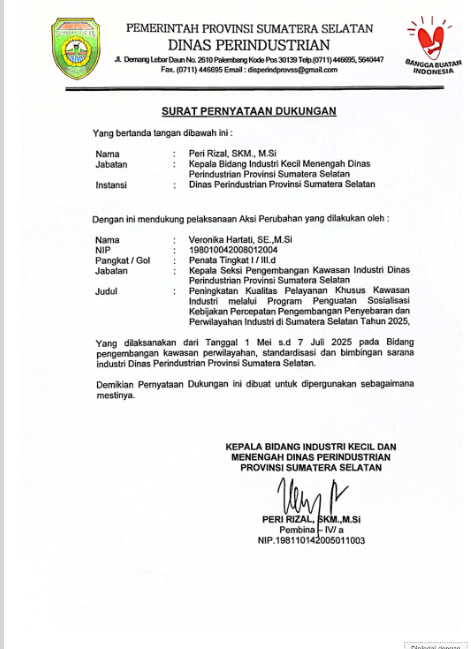 PEMERINTAH PROVINSI SUMATERA SELATAN
DINAS PERINDUSTRIAN
Jl. Demang Lebar Daun No. 2610 Palembang Kode Pos 30139 Telp.(0711) 446695, 5640447
Fax. (0711) 446695 Email : disperindprovss@gmail.com
BANGGA BUATAN
INDONESIA
SURAT PERNYATAAN DUKUNGAN
Yang bertanda tangan dibawah ini :
Nama : Peri Rizal, SKM., M.Si
Jabatan : Kepala Bidang Industri Kecil Menengah Dinas
Perindustrian Provinsi Sumatera Selatan
Instansi : Dinas Perindustrian Provinsi Sumatera Selatan
Dengan ini mendukung pelaksanaan Aksi Perubahan yang dilakukan oleh :
Nama : Veronika Hartati, SE.,M.Si
NIP : 198010042008012004
Pangkat / Gol : Penata Tingkat I / III.d
Jabatan : Kepala Seksi Pengembangan Kawasan Industri Dinas
Perindustrian Provinsi Sumatera Selatan
Judul : Peningkatan Kualitas Pelayanan Khusus Kawasan
Industri melalui Program Penguatan Sosialisasi
Kebijakan Percepatan Pengembangan Penyebaran dan
Perwilayahan Industri di Sumatera Selatan Tahun 2025,
Yang dilaksanakan dari Tanggal 1 Mei s.d 7 Juli 2025 pada Bidang
pengembangan kawasan perwilayahan, standardisasi dan bimbingan sarana
industri Dinas Perindustrian Provinsi Sumatera Selatan.
Demikian Pernyataan Dukungan ini dibuat untuk dipergunakan sebagaimana
mestinya.
KEPALA BIDANG INDUSTRI KECIL DAN
MENENGAH DINAS PERINDUSTRIAN
PROVINSI SUMATERA SELATAN
PERI RIZAL, SKM.,M.Si
Pembina – IV/ a
NIP.198110142005011003